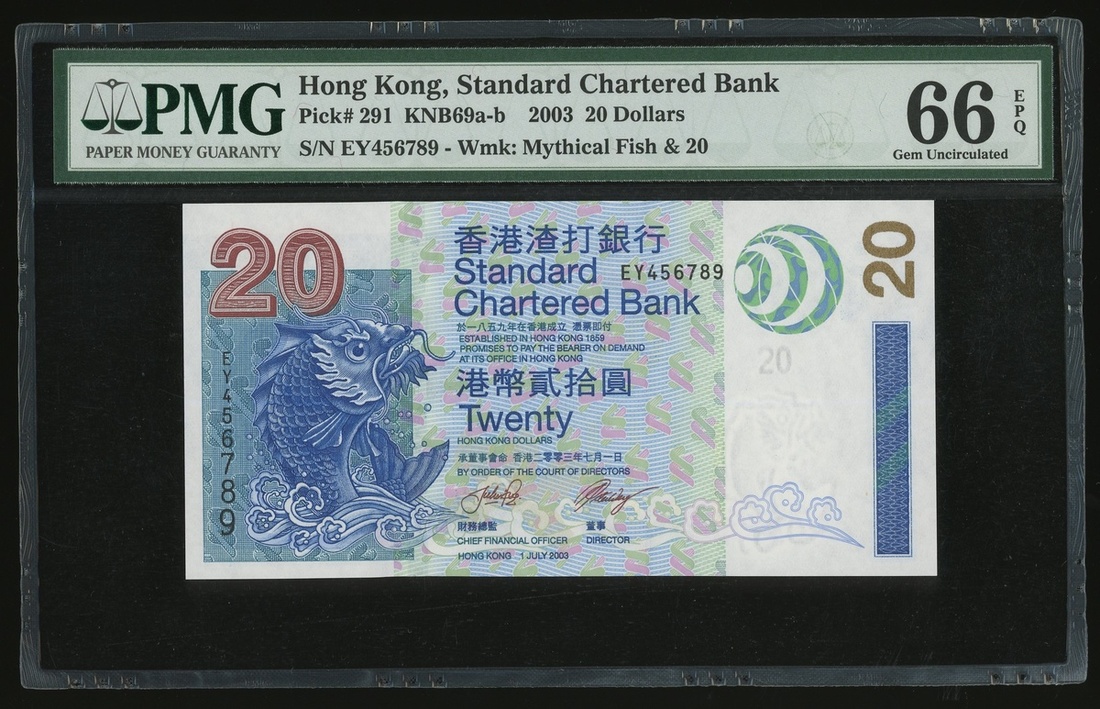 PMG
PAPER MONEY GUARANTY
Hong Kong, Standard Chartered Bank
Pick# 291 KNB69a-b 2003 20 Dollars
S/N EY456789 - Wmk: Mythical Fish & 20
66
EPQ
Gem Uncirculated
20
20
香港渣打銀行
Standard
EY456789
Chartered Bank
於一八五九年在香港成立 憑票即付
ESTABLISHED IN HONG KONG 1859
PROMISES TO PAY THE BEARER ON DEMAND
AT ITS OFFICE IN HONG KONG
20
EY456789
港幣貳拾圓
Twenty
HONG KONG DOLLARS
承董事會命 香港二零零三年七月一日
BY ORDER OF THE COURT OF DIRECTORS
財務總監 董事
CHIEF FINANCIAL OFFICER DIRECTOR
HONG KONG 1 JULY 2003